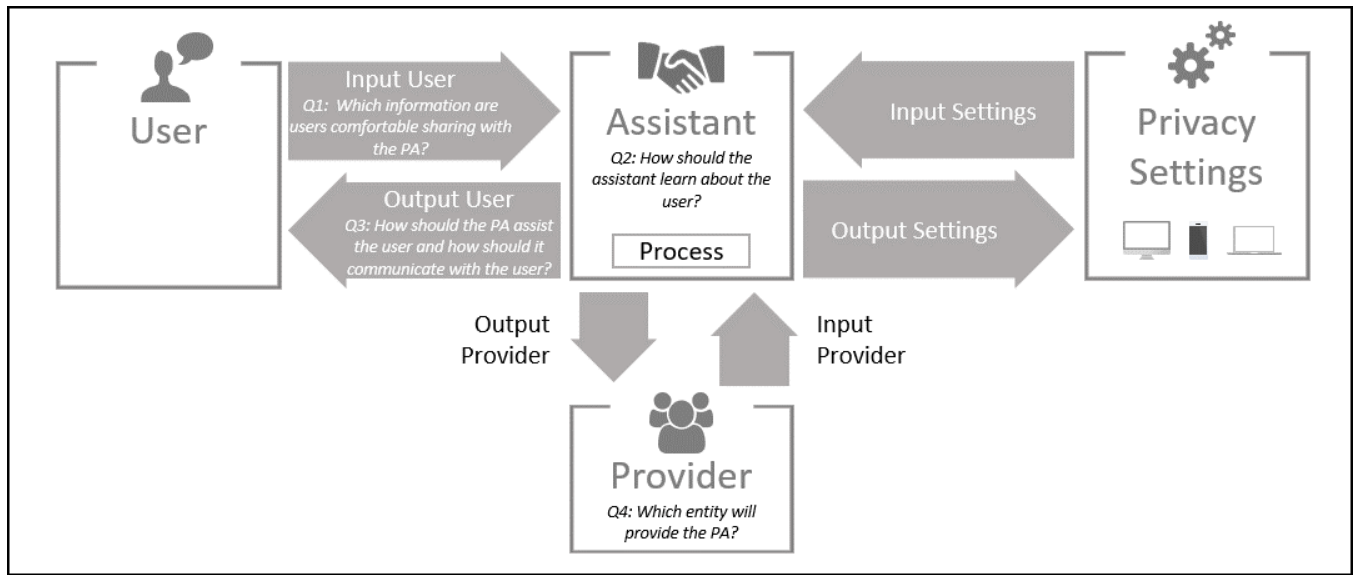 User
Input User
Q1: Which information are
users comfortable sharing with
the PA?
Output User
Q3: How should the PA assist
the user and how should it
communicate with the user?
Assistant
Q2: How should the
assistant learn about the
user?
Process
Input Settings
Output Settings
Privacy
Settings
Output
Provider
Input
Provider
Provider
Q4: Which entity will
provide the PA?